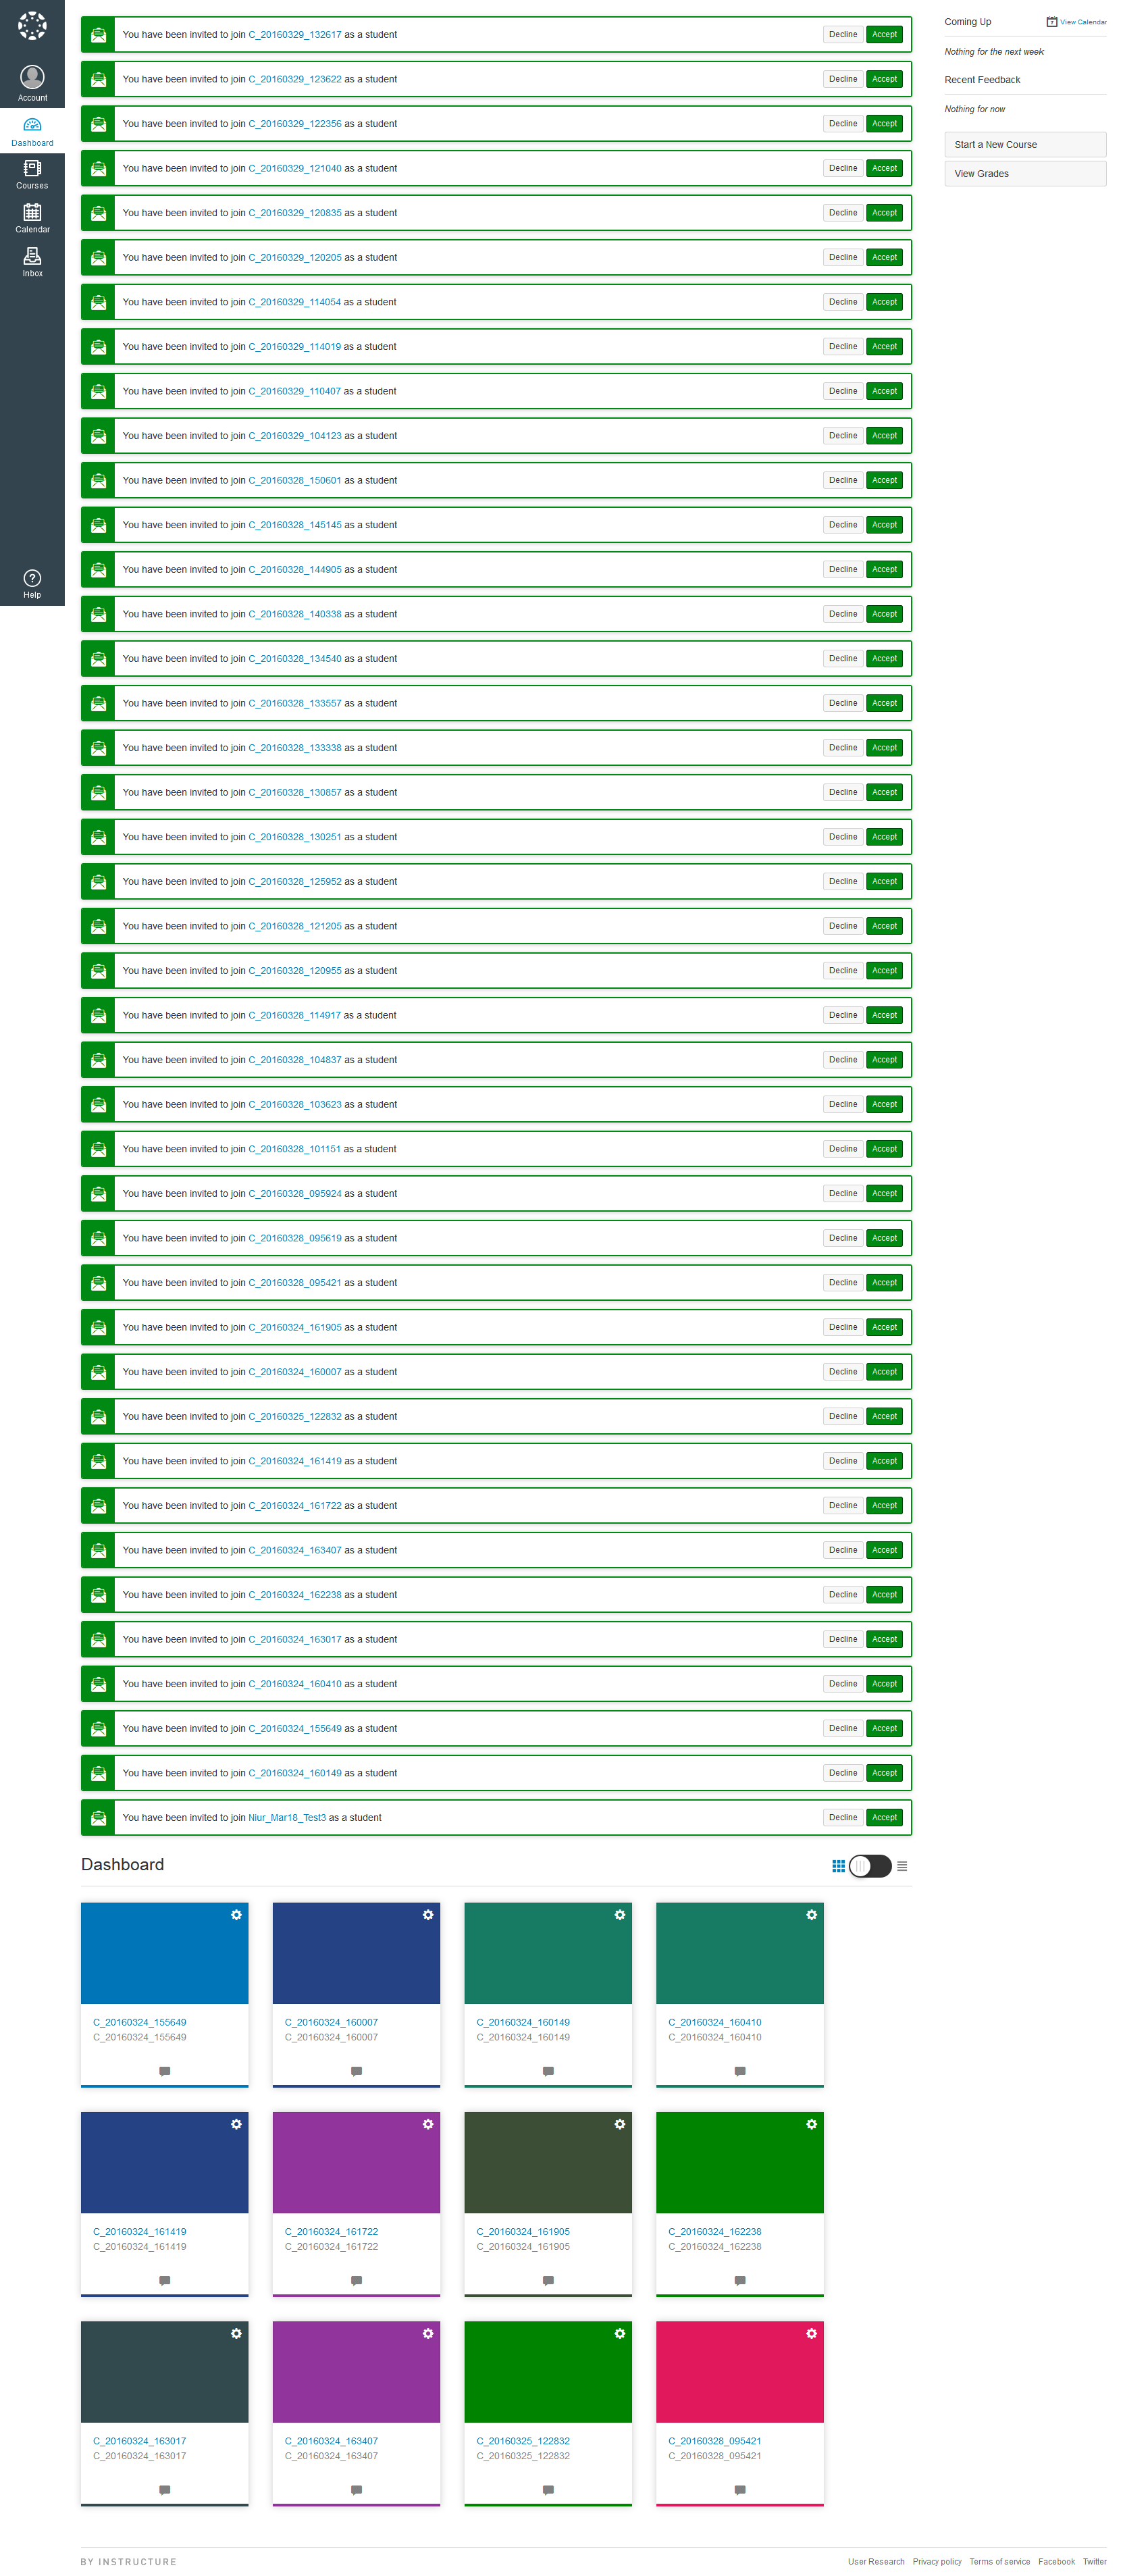 Account
Dashboard
Courses
Calendar
Inbox
Help
You have been invited to join C_20160329_132617 as a student Decline Accept
You have been invited to join C_20160329_123622 as a student Decline Accept
You have been invited to join C_20160329_122356 as a student Decline Accept
You have been invited to join C_20160329_121040 as a student Decline Accept
You have been invited to join C_20160329_120835 as a student Decline Accept
You have been invited to join C_20160329_120205 as a student Decline Accept
You have been invited to join C_20160329_114054 as a student Decline Accept
You have been invited to join C_20160329_114019 as a student Decline Accept
You have been invited to join C_20160329_110407 as a student Decline Accept
You have been invited to join C_20160329_104123 as a student Decline Accept
You have been invited to join C_20160328_150601 as a student Decline Accept
You have been invited to join C_20160328_145145 as a student Decline Accept
You have been invited to join C_20160328_144905 as a student Decline Accept
You have been invited to join C_20160328_140338 as a student Decline Accept
You have been invited to join C_20160328_134540 as a student Decline Accept
You have been invited to join C_20160328_133557 as a student Decline Accept
You have been invited to join C_20160328_133338 as a student Decline Accept
You have been invited to join C_20160328_130857 as a student Decline Accept
You have been invited to join C_20160328_130251 as a student Decline Accept
You have been invited to join C_20160328_125952 as a student Decline Accept
You have been invited to join C_20160328_121205 as a student Decline Accept
You have been invited to join C_20160328_120955 as a student Decline Accept
You have been invited to join C_20160328_114917 as a student Decline Accept
You have been invited to join C_20160328_104837 as a student Decline Accept
You have been invited to join C_20160328_103623 as a student Decline Accept
You have been invited to join C_20160328_101151 as a student Decline Accept
You have been invited to join C_20160328_095924 as a student Decline Accept
You have been invited to join C_20160328_095619 as a student Decline Accept
You have been invited to join C_20160328_095421 as a student Decline Accept
You have been invited to join C_20160324_161905 as a student Decline Accept
You have been invited to join C_20160324_160007 as a student Decline Accept
You have been invited to join C_20160325_122832 as a student Decline Accept
You have been invited to join C_20160324_161419 as a student Decline Accept
You have been invited to join C_20160324_161722 as a student Decline Accept
You have been invited to join C_20160324_163407 as a student Decline Accept
You have been invited to join C_20160324_162238 as a student Decline Accept
You have been invited to join C_20160324_163017 as a student Decline Accept
You have been invited to join C_20160324_160410 as a student Decline Accept
You have been invited to join C_20160324_155649 as a student Decline Accept
You have been invited to join C_20160324_160149 as a student Decline Accept
You have been invited to join Niur_Mar18_Test3 as a student Decline Accept
Coming Up View Calendar
Nothing for the next week
Recent Feedback
Nothing for now
Start a New Course
View Grades
Dashboard
C_20160324_155649 C_20160324_160007 C_20160324_160149 C_20160324_160410
C_20160324_155649 C_20160324_160007 C_20160324_160149 C_20160324_160410
C_20160324_161419 C_20160324_161722 C_20160324_161905 C_20160324_162238
C_20160324_161419 C_20160324_161722 C_20160324_161905 C_20160324_162238
C_20160324_163017 C_20160324_163407 C_20160325_122832 C_20160328_095421
C_20160324_163017 C_20160324_163407 C_20160325_122832 C_20160328_095421
BY INSTRUCTURE User Research Privacy policy Terms of service Facebook Twitter